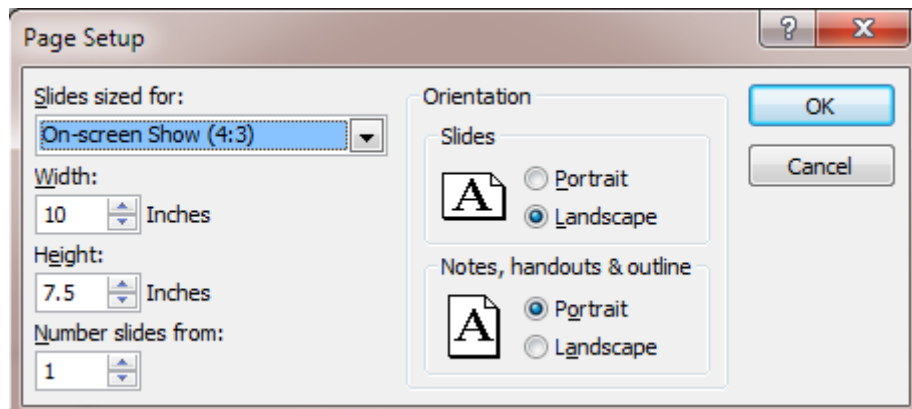 Page Setup
Slides sized for:
On-screen Show (4:3)
Width:
10 Inches
Height:
7.5 Inches
Number slides from:
1
Orientation
Slides
A
Portrait
Landscape
Notes, handouts & outline
A
Portrait
Landscape
OK
Cancel
?
X